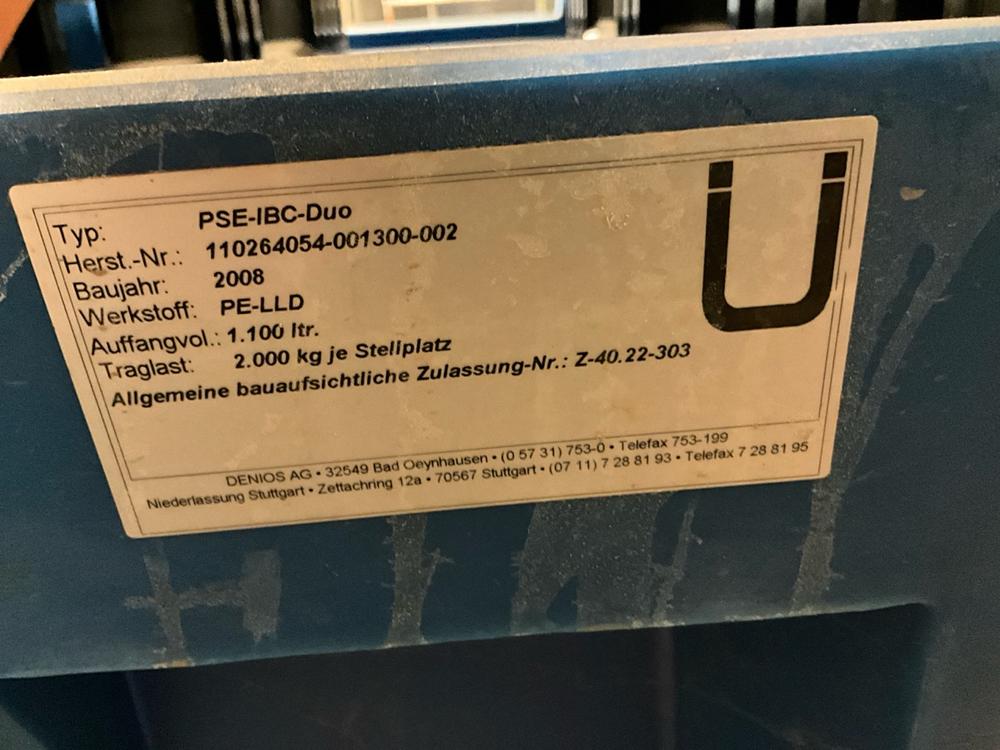 Typ: PSE-IBC-Duo
Herst.-Nr.: 110264054-001300-002
Baujahr: 2008
Werkstoff: PE-LLD
Auffangvol.: 1.100 ltr.
Traglast: 2.000 kg je Stellplatz
Allgemeine bauaufsichtliche Zulassung-Nr.: Z-40.22-303
Ü
DENIOS AG • 32549 Bad Oeynhausen • (0 57 31) 753-0 • Telefax 753-199
Niederlassung Stuttgart • Zettachring 12a • 70567 Stuttgart • (07 11) 7 28 81 93 • Telefax 7 28 81 95